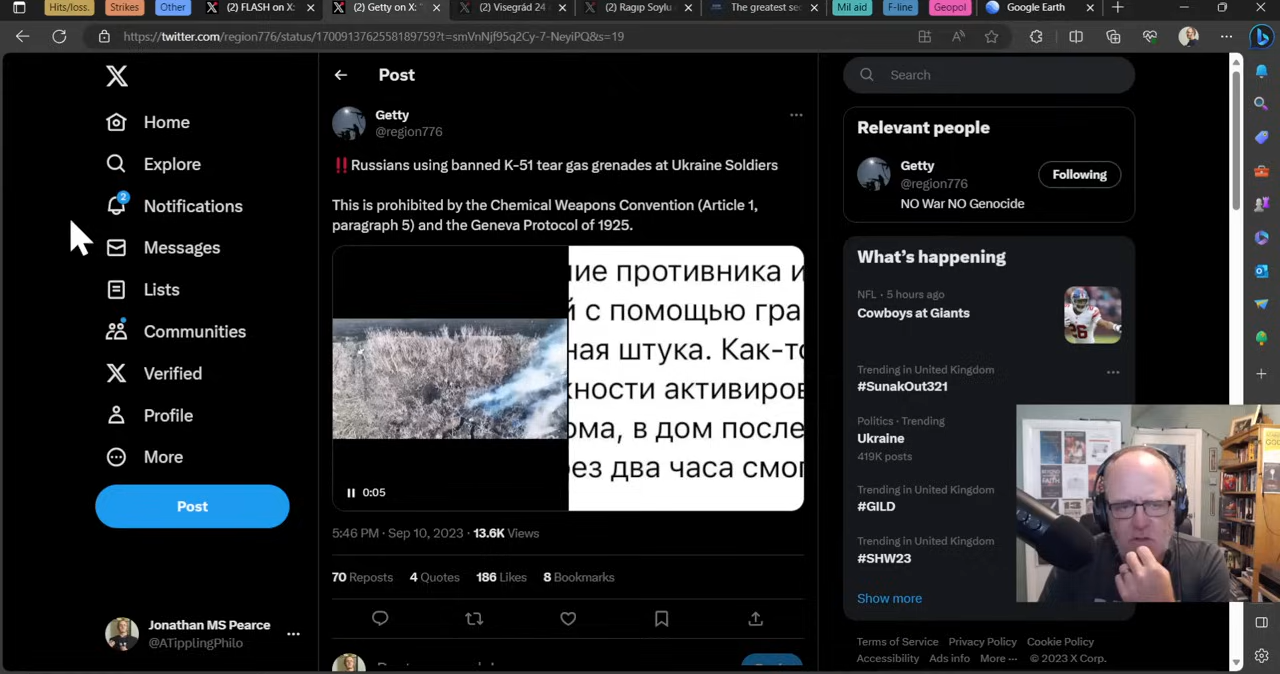 Hits/loss.
Strikes
Other
(2) FLASH on X:
(2) Getty on X: "
(2) Visegrád 24
(2) Ragıp Soylu
The greatest se
Mil aid
F-line
Geopol
Google Earth
https://twitter.com/region776/status/1700913762558189759?t=smVnNjf95q2Cy-7-NeyiPQ&s=19
Post
Search
Home
Explore
2
Notifications
Messages
Lists
Communities
Verified
Profile
More
Post
Jonathan MS Pearce
@ATipplingPhilo
Getty
@region776
‼️Russians using banned K-51 tear gas grenades at Ukraine Soldiers
This is prohibited by the Chemical Weapons Convention (Article 1,
paragraph 5) and the Geneva Protocol of 1925.
0:05
ие противника и
й с помощью гра
ная штука. Как-то
ности активиров
ома, в дом после
рез два часа смог
5:46 PM · Sep 10, 2023 · 13.6K Views
70 Reposts 4 Quotes 186 Likes 8 Bookmarks
Relevant people
Getty
@region776
Following
NO War NO Genocide
What's happening
NFL · 5 hours ago
Cowboys at Giants
Trending in United Kingdom
#SunakOut321
Politics · Trending
Ukraine
419K posts
Trending in United Kingdom
#GILD
Trending in United Kingdom
#SHW23
Show more
Terms of Service Privacy Policy Cookie Policy
Accessibility Ads info More ··· © 2023 X Corp.